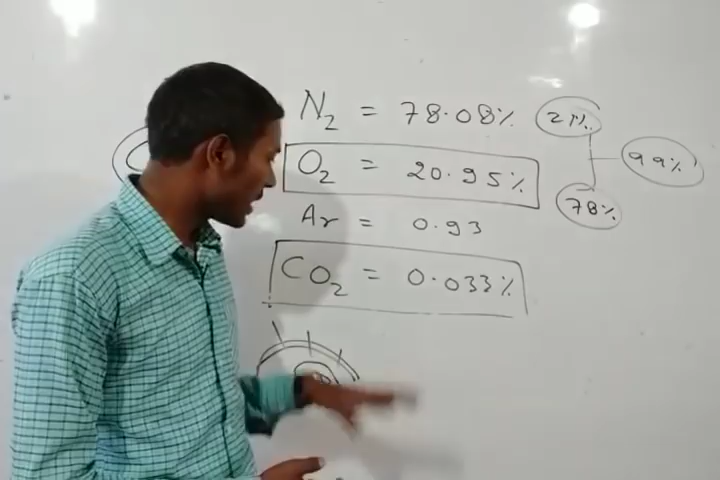 N₂ = 78.08%
O₂ = 20.95%
Ar = 0.93
CO₂ = 0.033%
21%
99%
78%